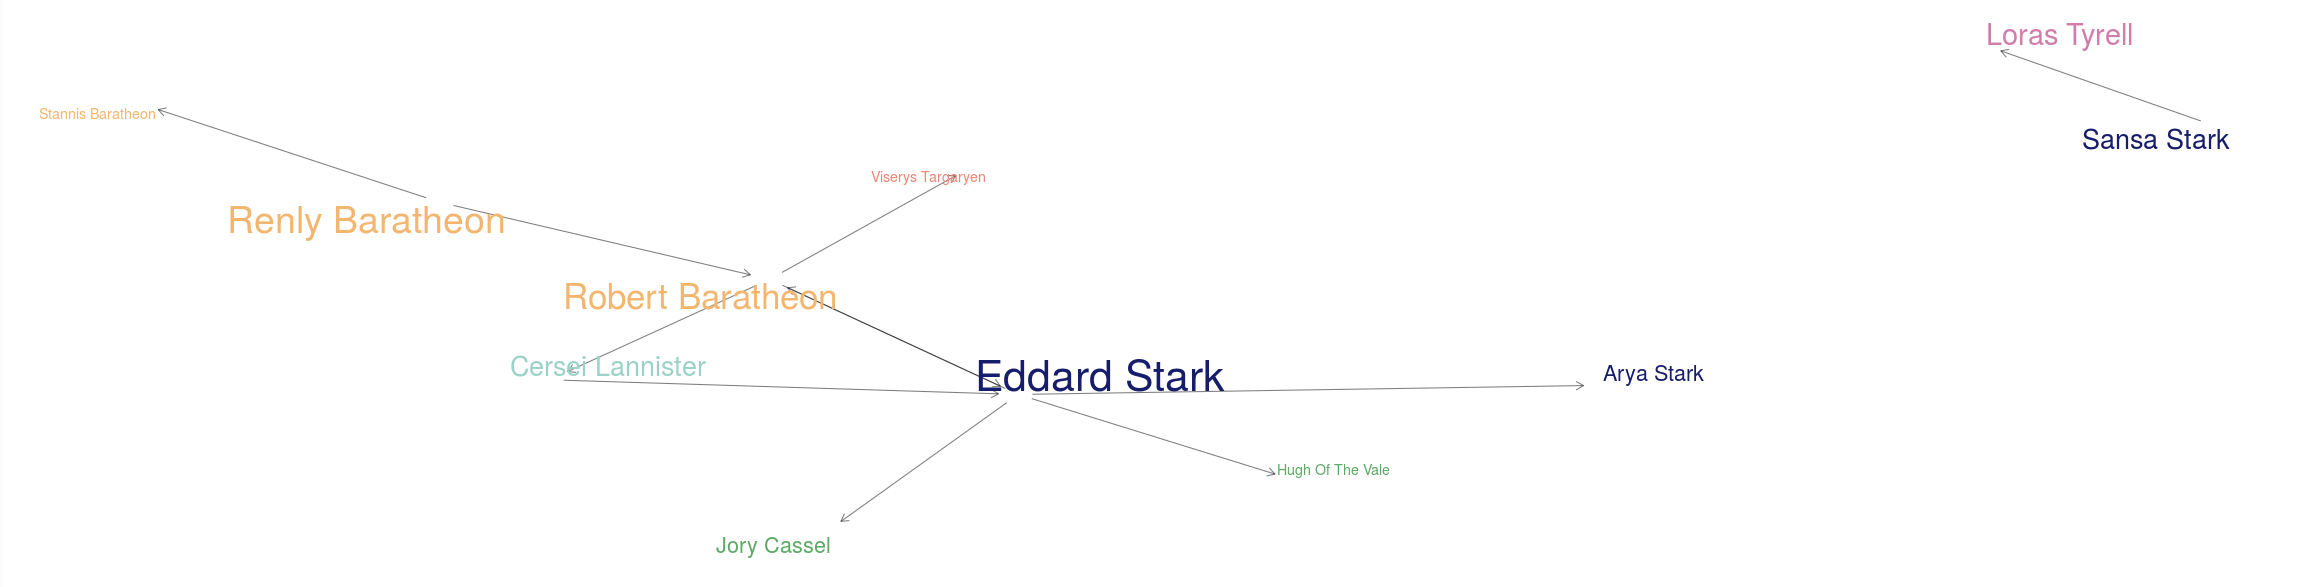 Loras Tyrell
Stannis Baratheon
Sansa Stark
Viserys Targaryen
Renly Baratheon
Robert Baratheon
Cersei Lannister
Eddard Stark
Arya Stark
Hugh Of The Vale
Jory Cassel